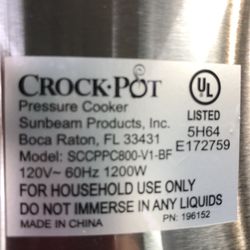 CROCK·POT
Pressure Cooker
Sunbeam Products, Inc.
Boca Raton, FL 33431
Model: SCCPPC800-V1-BF
120V~ 60Hz 1200W
UL
LISTED
5H64
E172759
FOR HOUSEHOLD USE ONLY
DO NOT IMMERSE IN ANY LIQUIDS
MADE IN CHINA
PN: 196152